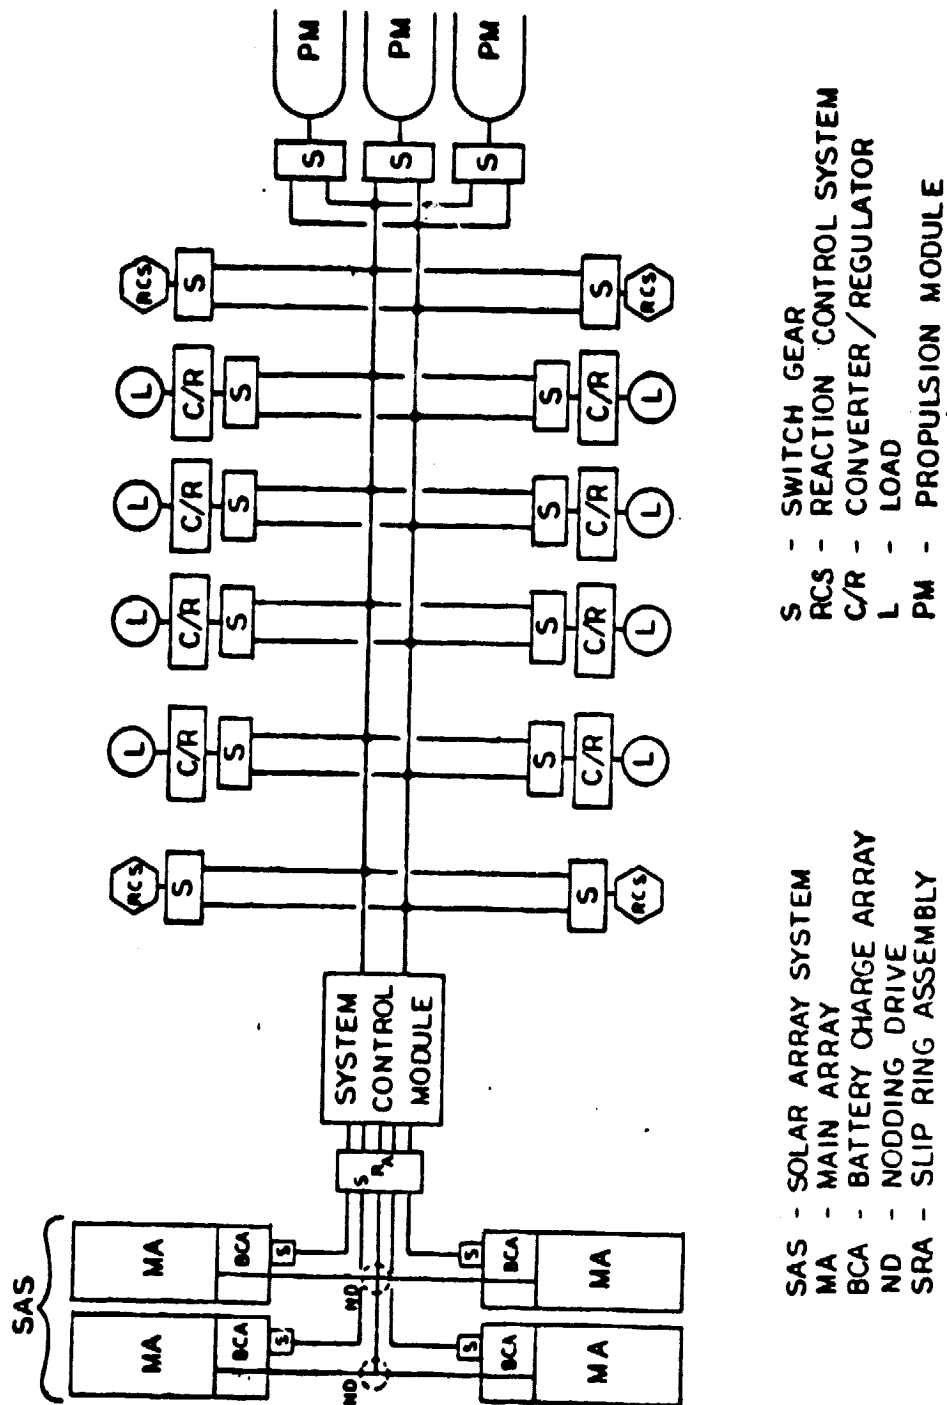 SAS
MA MA RCS L L L L RCS
C/R C/R C/R C/R
S S S S S S
BCA BCA
S S
S PM
ND ND
SRA
SYSTEM
CONTROL
MODULE
S PM
S PM
S S
BCA BCA
S S S S S S
C/R C/R C/R C/R
MA MA RCS L L L L RCS
SAS - SOLAR ARRAY SYSTEM
MA - MAIN ARRAY
BCA - BATTERY CHARGE ARRAY
ND - NODDING DRIVE
SRA - SLIP RING ASSEMBLY
S - SWITCH GEAR
RCS - REACTION CONTROL SYSTEM
C/R - CONVERTER/REGULATOR
L - LOAD
PM - PROPULSION MODULE